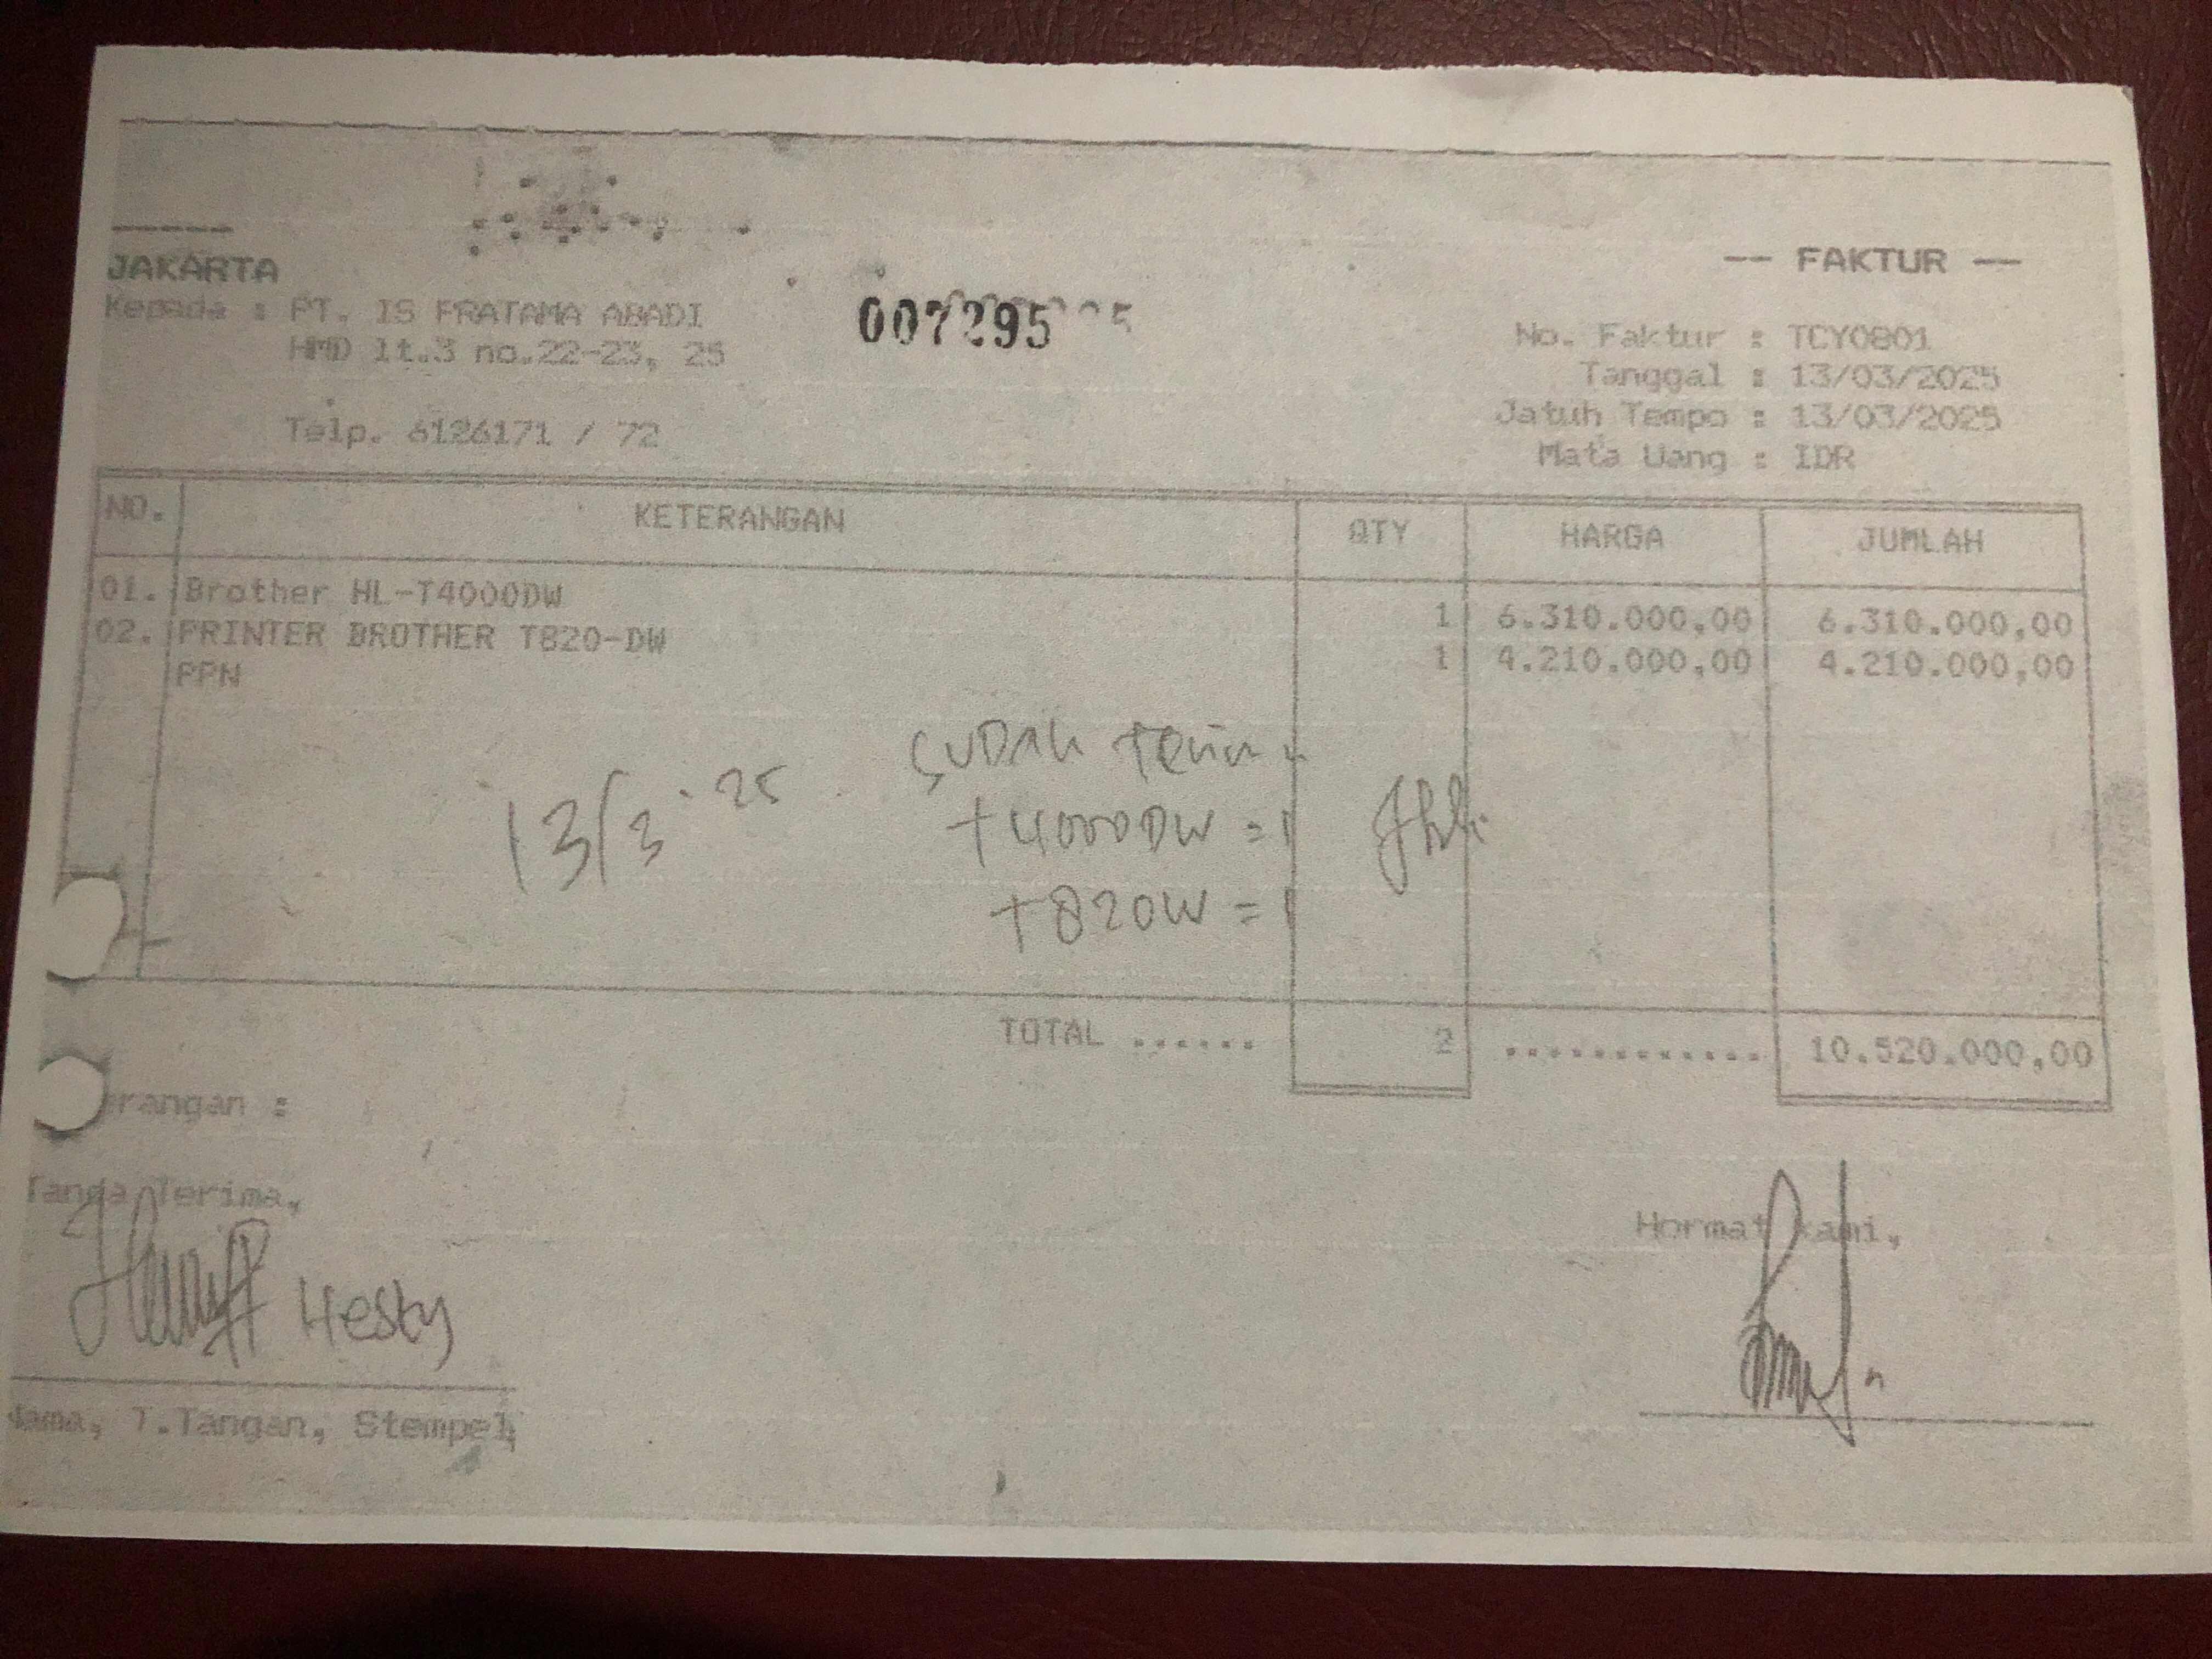 -- FAKTUR --
JAKARTA
Kepada : PT. IS PRATAMA ABADI
HMD lt.3 no.22-23, 25
Telp. 6126171 / 72
007295
No. Faktur : TCY0801
Tanggal : 13/03/2025
Jatuh Tempo : 13/03/2025
Mata Uang : IDR
NO. KETERANGAN QTY HARGA JUMLAH
01. Brother HL-T4000DW 1 6.310.000,00 6.310.000,00
02. PRINTER BROTHER T820-DW 1 4.210.000,00 4.210.000,00
PPN
13/3 '25
SUDAH Terima
T4000DW = 1
T820W = 1
TOTAL ...... 2 ............ 10.520.000,00
erangan :
Tanda Terima,
Hormat kami,
Hesty
Nama, T.Tangan, Stempel